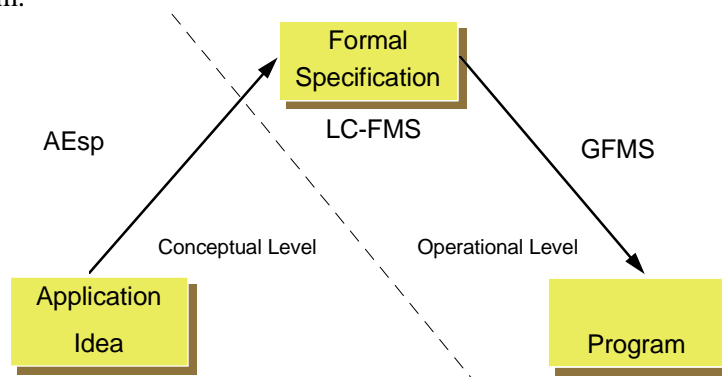 m.
Formal
Specification
LC-FMS
AEsp
GFMS
Conceptual Level
Operational Level
Application
Idea
Program